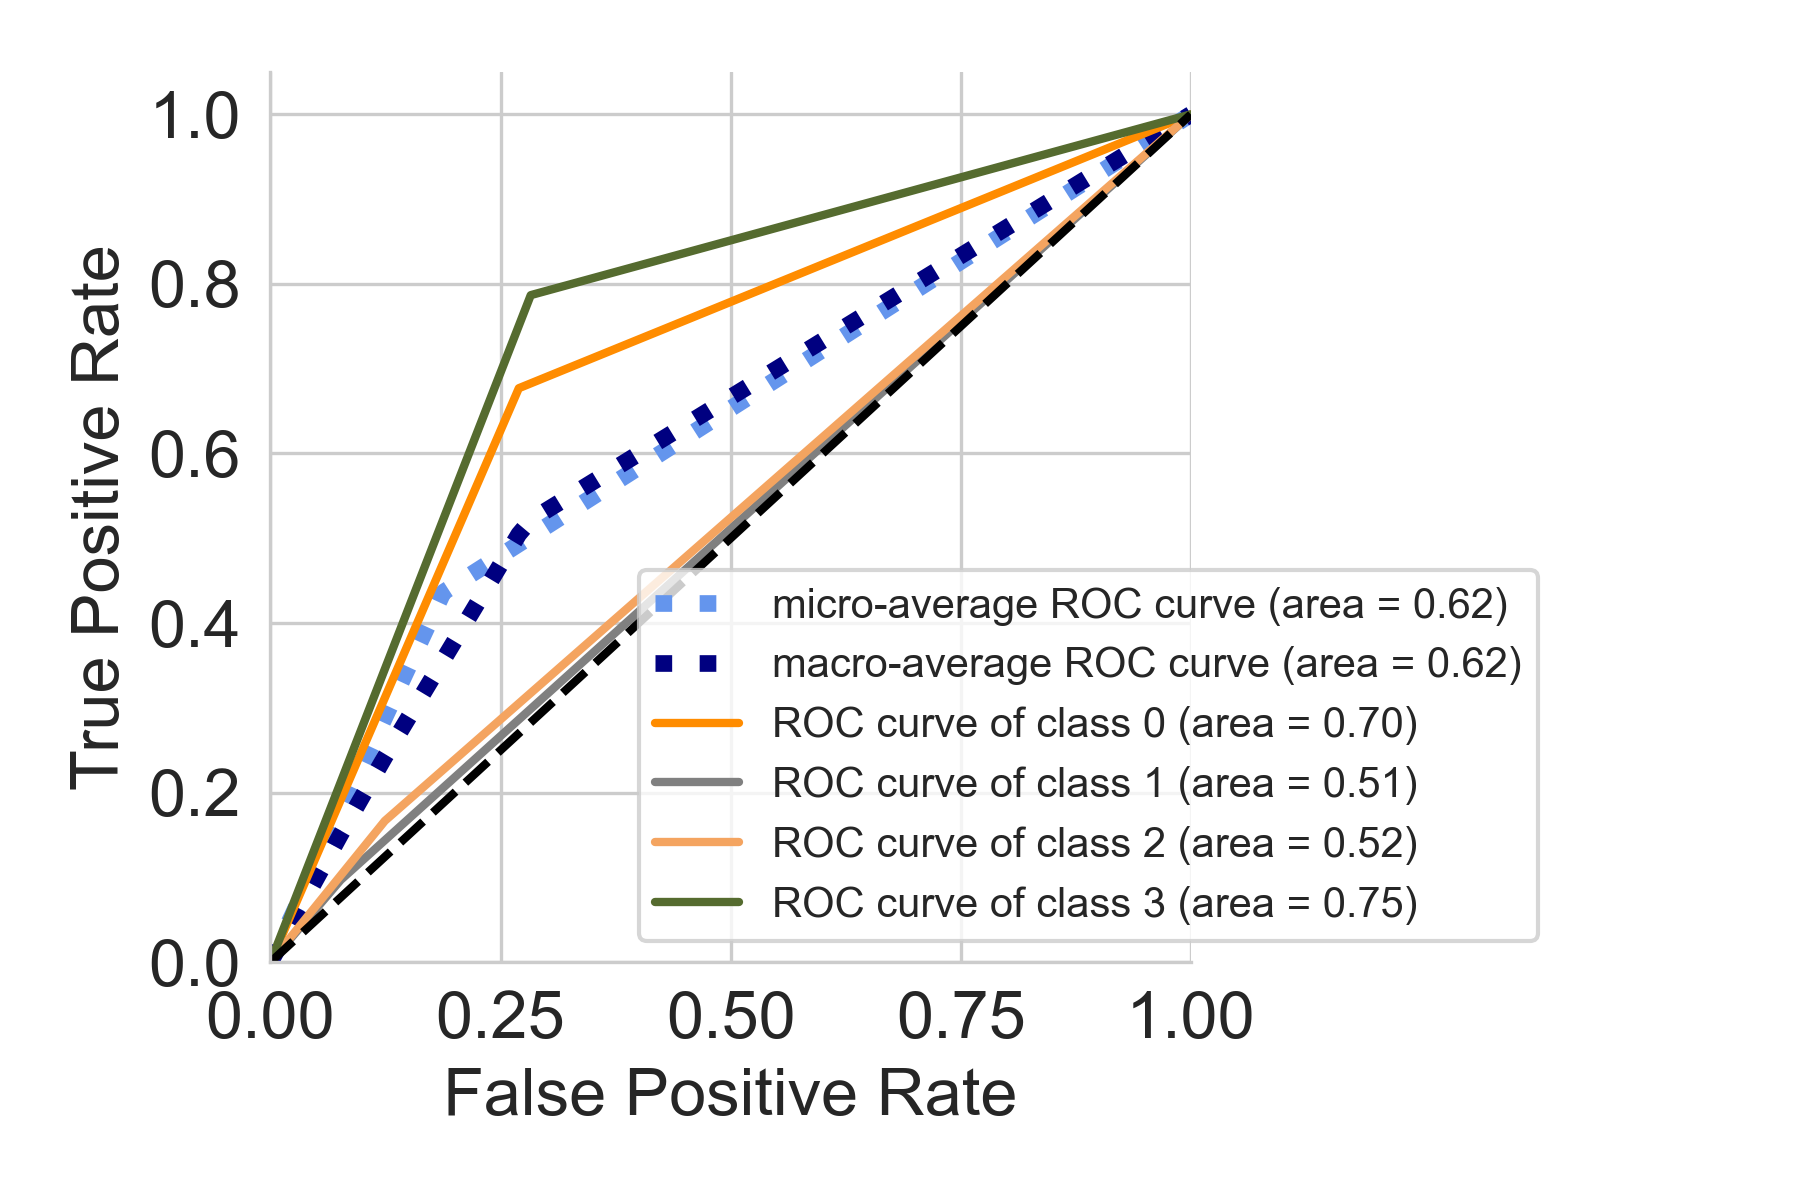 1.0
0.8
0.6
0.4
0.2
0.0
True Positive Rate
0.00 0.25 0.50 0.75 1.00
False Positive Rate
micro-average ROC curve (area = 0.62)
macro-average ROC curve (area = 0.62)
ROC curve of class 0 (area = 0.70)
ROC curve of class 1 (area = 0.51)
ROC curve of class 2 (area = 0.52)
ROC curve of class 3 (area = 0.75)